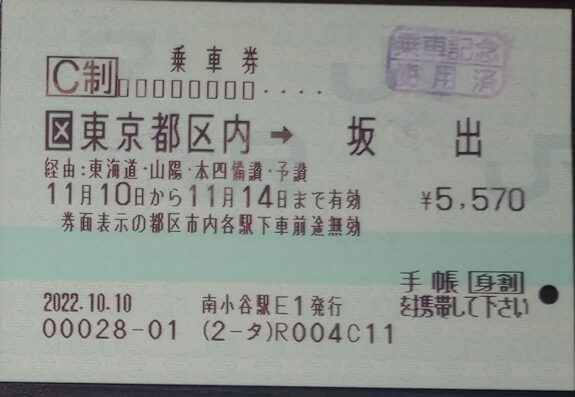 乗車券
乗車記念
使用済
C制 □□□□□□□□□‥‥
区 東京都区内 → 坂出
経由:東海道・山陽・本四備讃・予讃
11月10日から11月14日まで有効 ¥5,570
券面表示の都区市内各駅下車前途無効
手帳 身割
を携帯して下さい
2022.10.10 南小谷駅E1発行
00028-01 (2-タ)R004C11